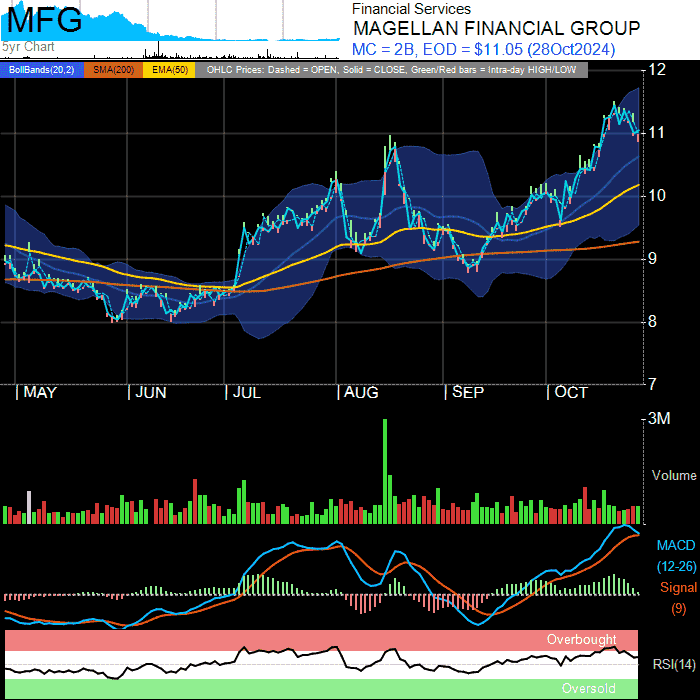 MFG
5yr Chart
Financial Services
MAGELLAN FINANCIAL GROUP
MC = 2B, EOD = $11.05 (28Oct2024)
BollBands(20,2) SMA(200) EMA(50) OHLC Prices: Dashed = OPEN, Solid = CLOSE, Green/Red bars = Intra-day HIGH/LOW
12
11
10
9
8
7
MAY JUN JUL AUG SEP OCT
3M
Volume
MACD
(12-26)
Signal
(9)
Overbought
RSI(14)
Oversold